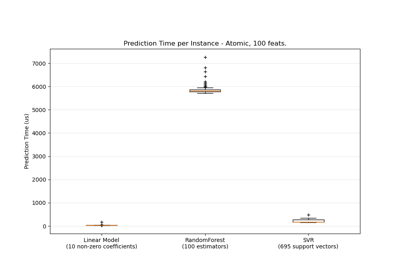 Prediction Time per Instance - Atomic, 100 feats.
Prediction Time (us)
7000
6000
5000
4000
3000
2000
1000
0
Linear Model
(10 non-zero coefficients)
RandomForest
(100 estimators)
SVR
(695 support vectors)